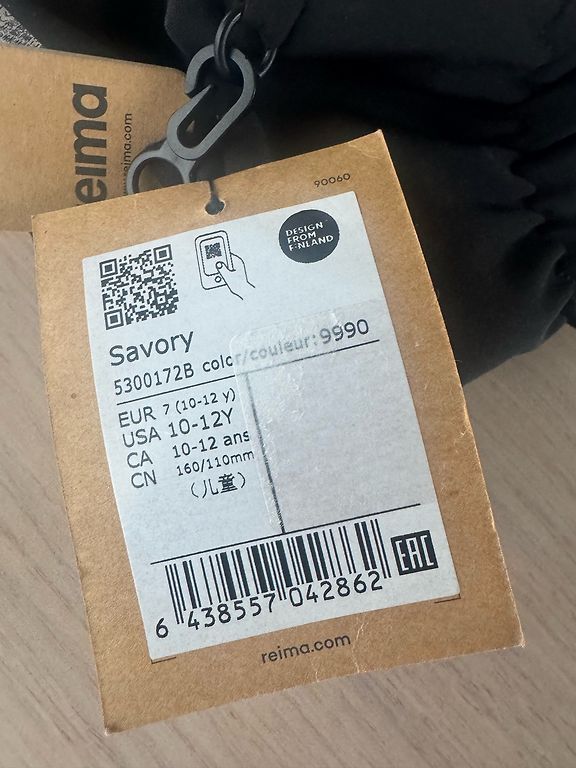 reima
www.reima.com
90060
DESIGN
FROM
FINLAND
Savory
5300172B color/couleur: 9990
EUR 7 (10-12 y)
USA 10-12Y
CA 10-12 ans
CN 160/110mm
(儿童)
EAC
6 438557 042862
reima.com